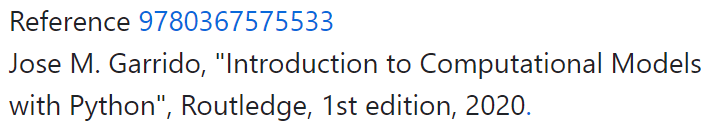 Reference 9780367575533
Jose M. Garrido, "Introduction to Computational Models
with Python", Routledge, 1st edition, 2020.